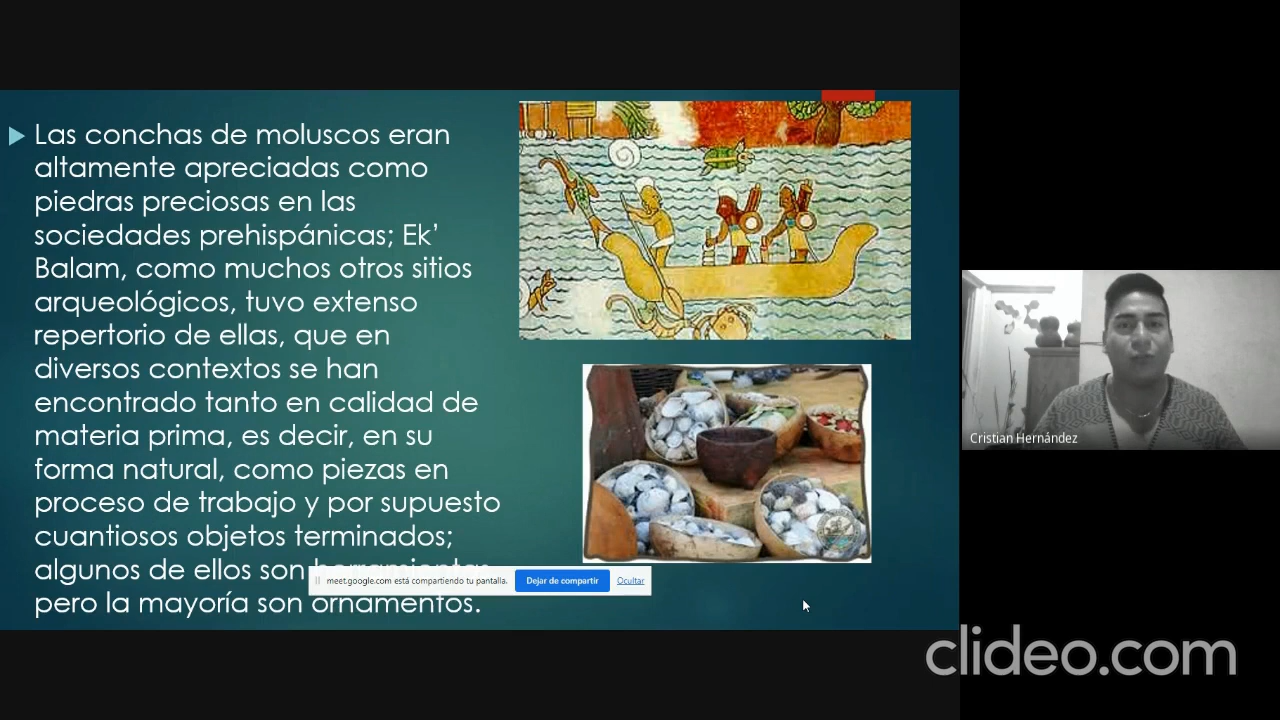 Las conchas de moluscos eran
altamente apreciadas como
piedras preciosas en las
sociedades prehispánicas; Ek’
Balam, como muchos otros sitios
arqueológicos, tuvo extenso
repertorio de ellas, que en
diversos contextos se han
encontrado tanto en calidad de
materia prima, es decir, en su
forma natural, como piezas en
proceso de trabajo y por supuesto
cuantiosos objetos terminados;
algunos de ellos son herramientas
pero la mayoría son ornamentos.
meet.google.com está compartiendo tu pantalla.
Dejar de compartir
Ocultar
Cristian Hernández
clideo.com